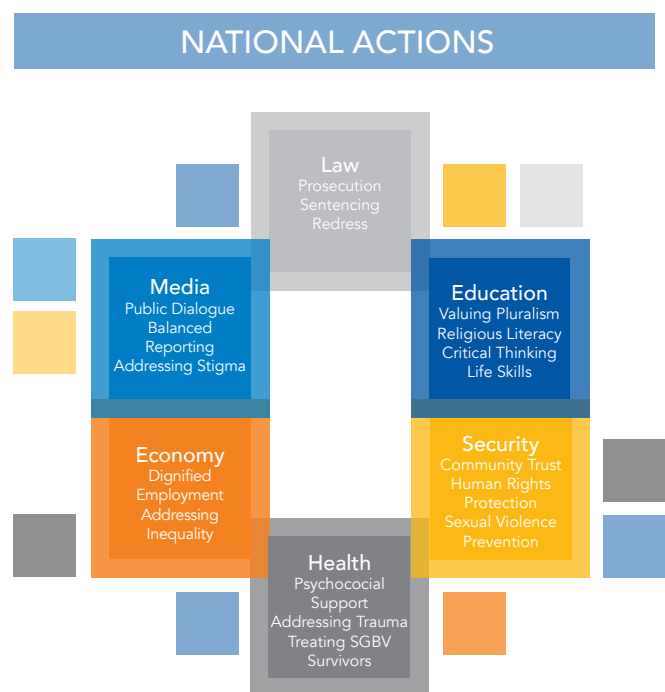 NATIONAL ACTIONS
Law
Prosecution
Sentencing
Redress
Media
Public Dialogue
Balanced
Reporting
Addressing Stigma
Education
Valuing Pluralism
Religious Literacy
Critical Thinking
Life Skills
Economy
Dignified
Employment
Addressing
Inequality
Security
Community Trust
Human Rights
Protection
Sexual Violence
Prevention
Health
Psychococial
Support
Addressing Trauma
Treating SGBV
Survivors